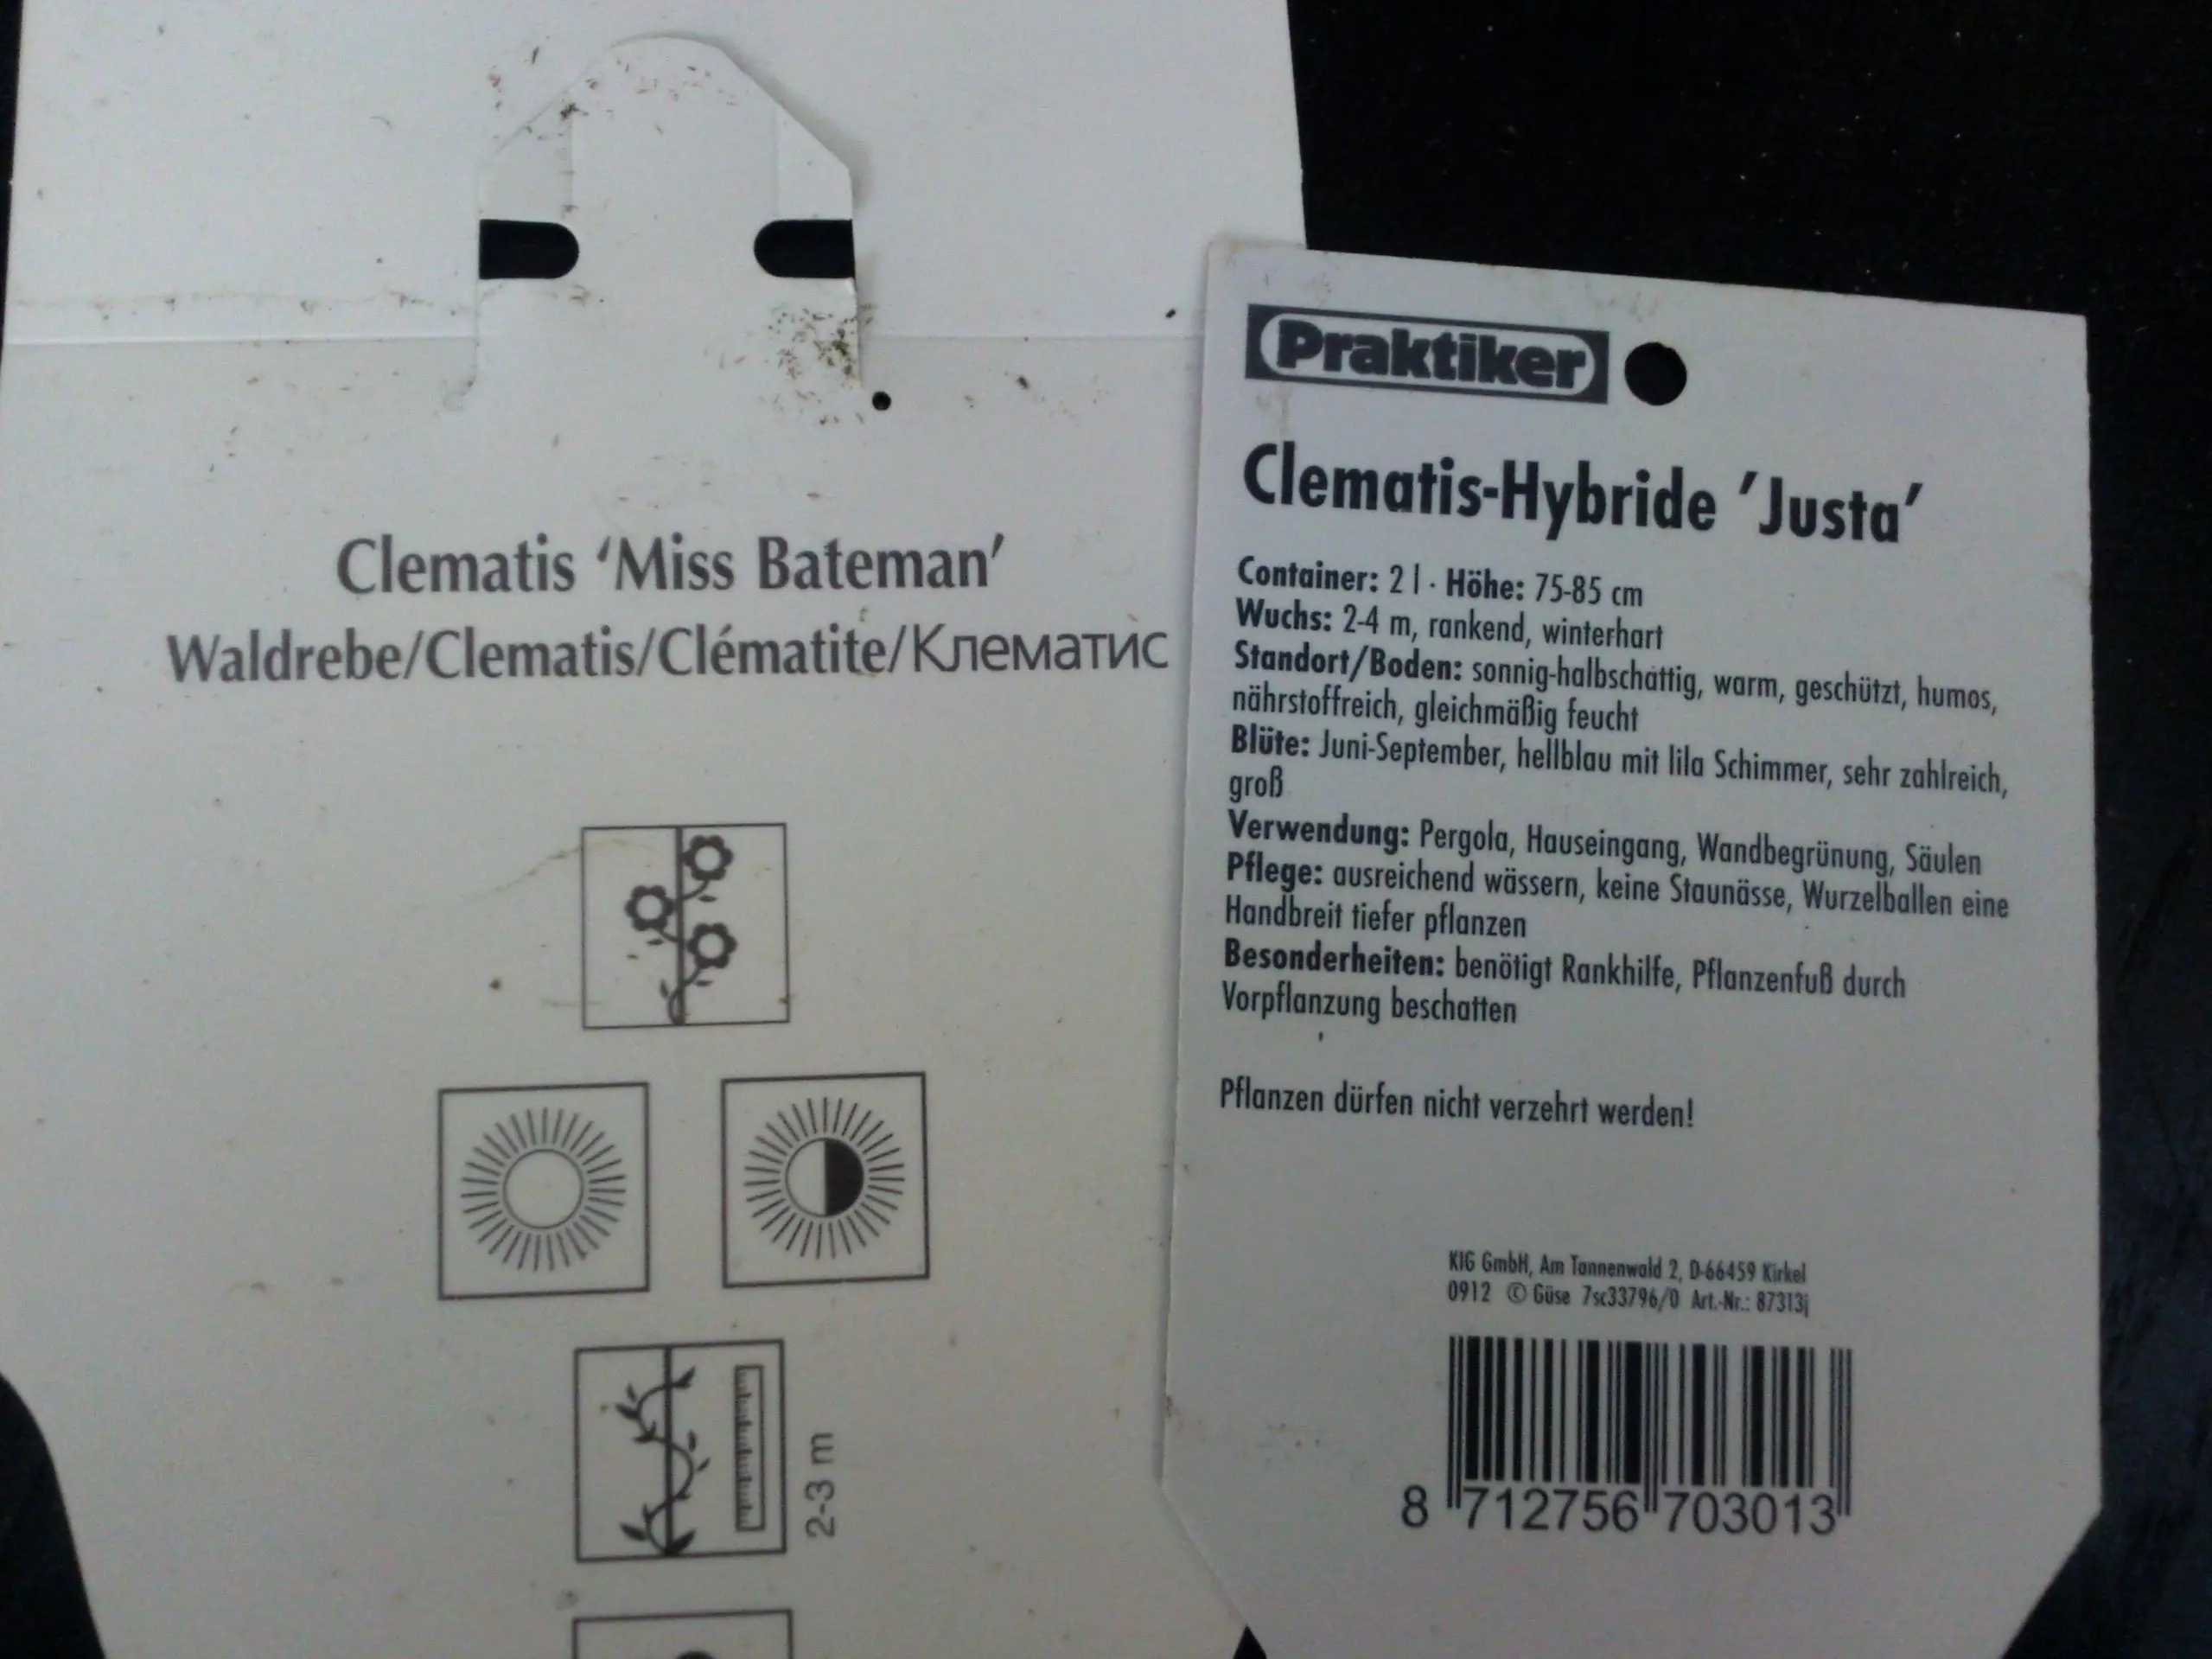 Clematis ‘Miss Bateman’
Waldrebe/Clematis/Clématite/Клематис
2-3 m
Praktiker
Clematis-Hybride 'Justa'
Container: 2 l · Höhe: 75-85 cm
Wuchs: 2-4 m, rankend, winterhart
Standort/Boden: sonnig-halbschattig, warm, geschützt, humos,
nährstoffreich, gleichmäßig feucht
Blüte: Juni-September, hellblau mit lila Schimmer, sehr zahlreich,
groß
Verwendung: Pergola, Hauseingang, Wandbegrünung, Säulen
Pflege: ausreichend wässern, keine Staunässe, Wurzelballen eine
Handbreit tiefer pflanzen
Besonderheiten: benötigt Rankhilfe, Pflanzenfuß durch
Vorpflanzung beschatten
Pflanzen dürfen nicht verzehrt werden!
KIG GmbH, Am Tannenwald 2, D-66459 Kirkel
0912 © Güse 7sc33796/0 Art.-Nr.: 87313j
8 712756 703013